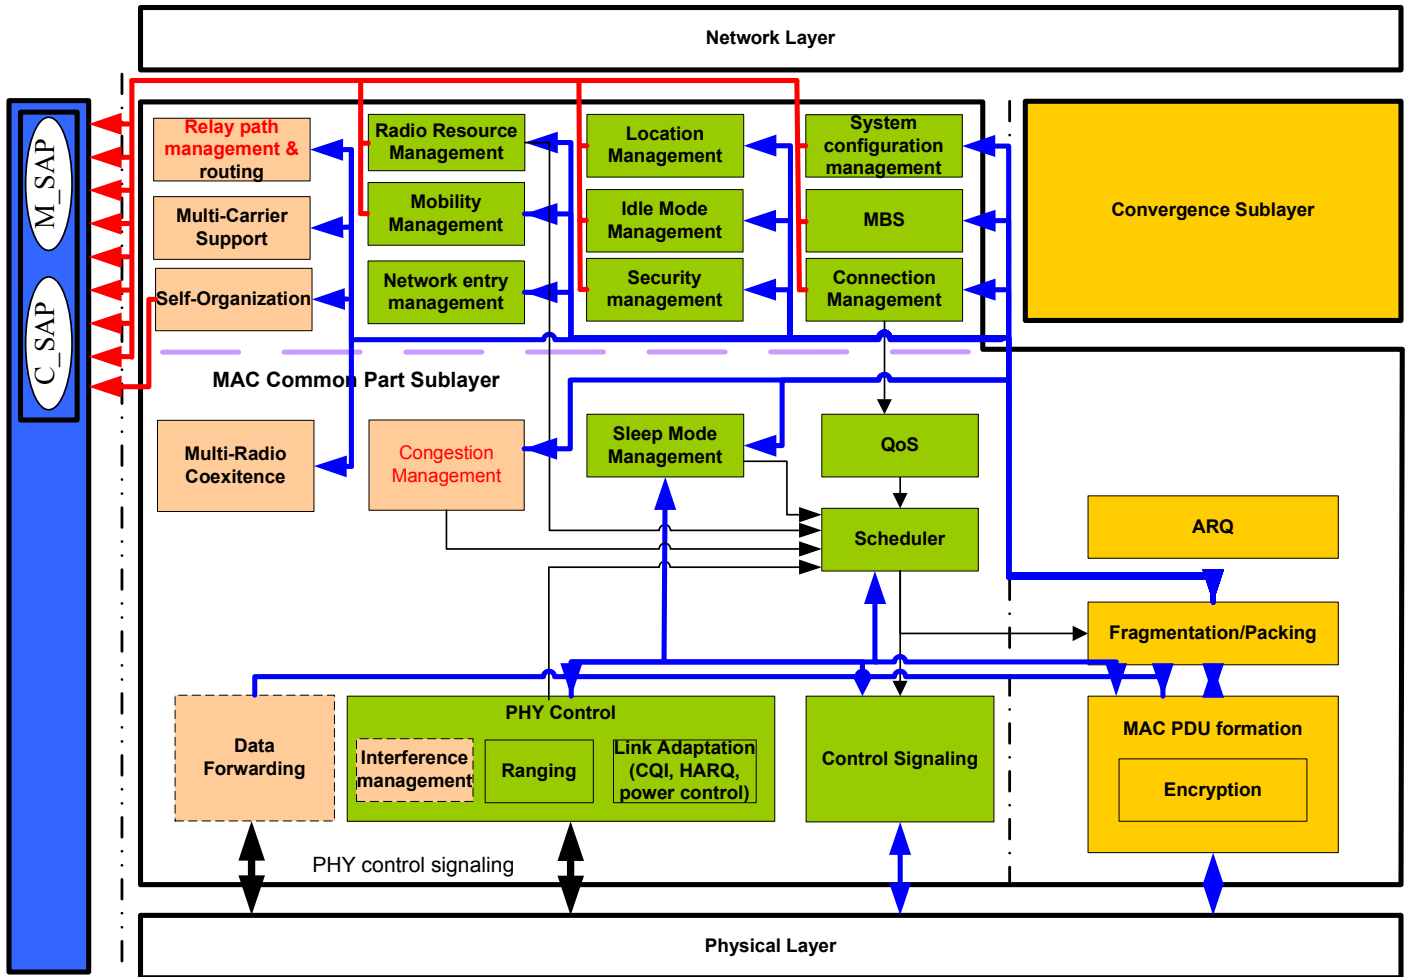 Network Layer
M_SAP
C_SAP
Relay path
management &
routing
Radio Resource
Management
Location
Management
System
configuration
management
Convergence Sublayer
Multi-Carrier
Support
Mobility
Management
Idle Mode
Management
MBS
Self-Organization
Network entry
management
Security
management
Connection
Management
MAC Common Part Sublayer
Multi-Radio
Coexitence
Congestion
Management
Sleep Mode
Management
QoS
Scheduler
ARQ
Fragmentation/Packing
Data
Forwarding
PHY Control
Interference
management
Ranging
Link Adaptation
(CQI, HARQ,
power control)
Control Signaling
MAC PDU formation
Encryption
PHY control signaling
Physical Layer